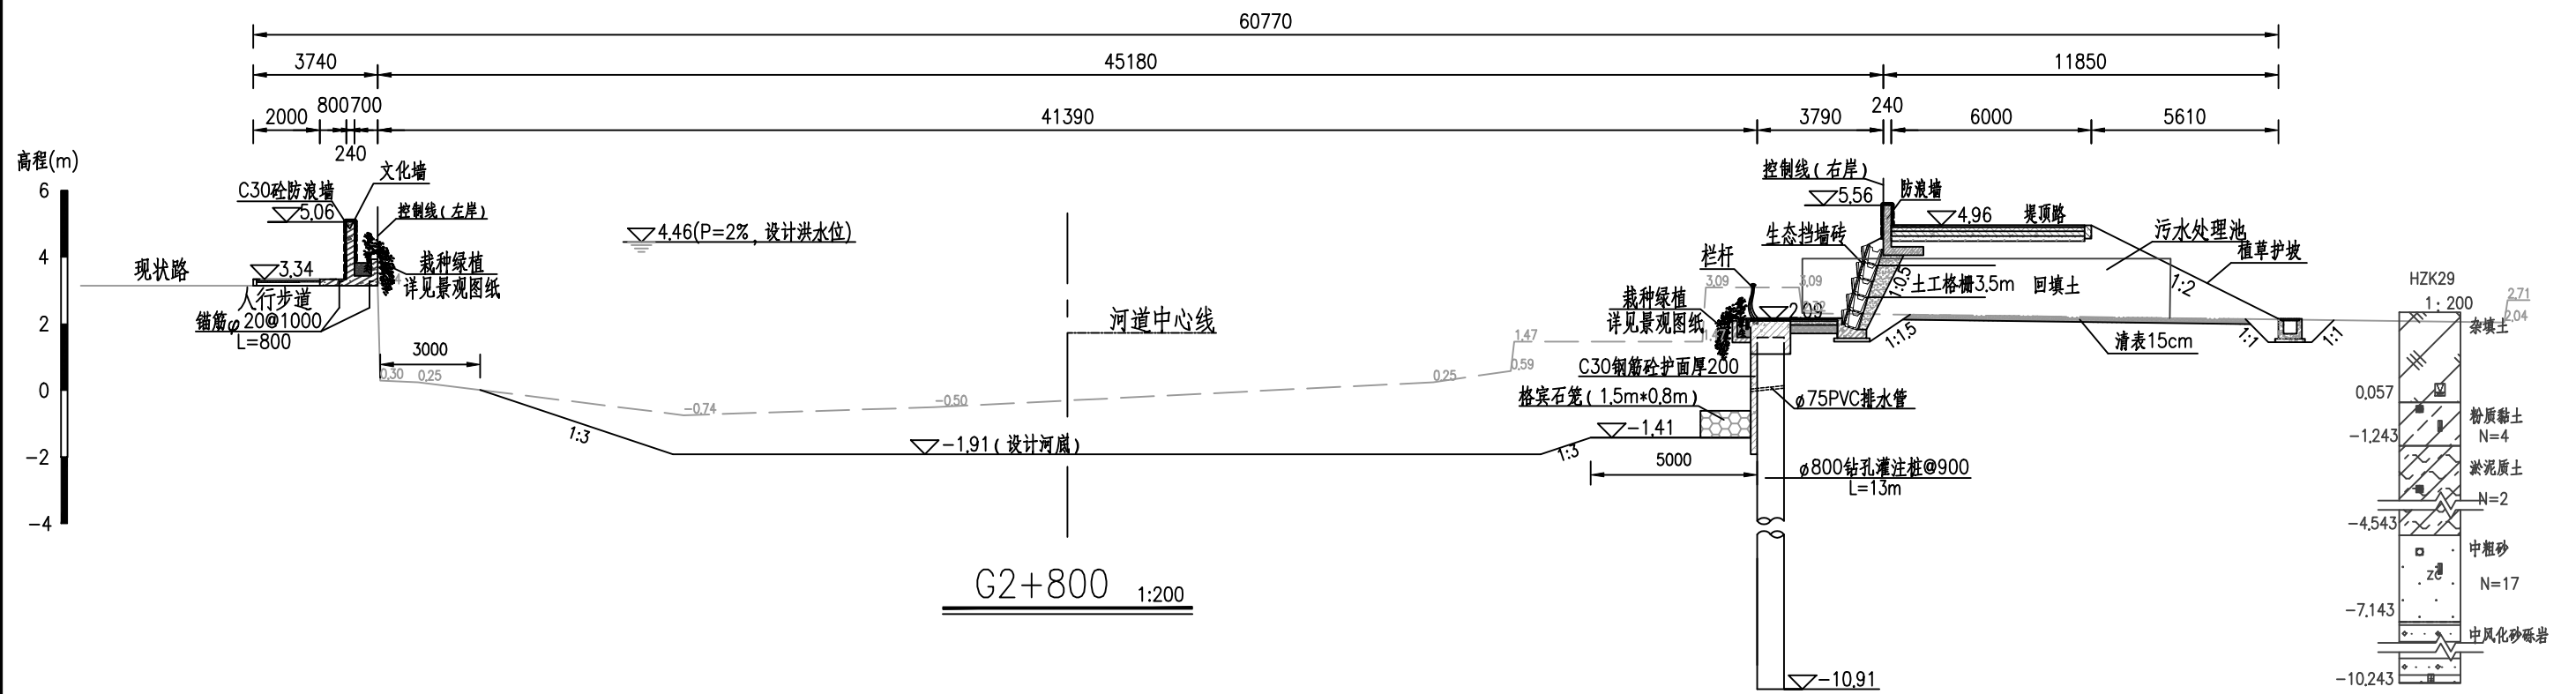 60770
3740
45180
11850
2000
800
700
41390
3790
240
6000
5610
240
高程(m)
6
4
2
0
-2
-4
文化墙
C30砼防浪墙
5.06
控制线(左岸)
4.46(P=2%,设计洪水位)
现状路
3.34
栽种绿植
详见景观图纸
人行步道
锚筋φ20@1000
L=800
3000
0.30
0.25
-0.74
-0.50
0.25
0.59
1.47
1:3
-1.91(设计河底)
河道中心线
控制线(右岸)
5.56
防浪墙
4.96
堤顶路
生态挡墙砖
污水处理池
植草护坡
栏杆
3.09
3.09
1:0.5
土工格栅3.5m
回填土
1:2
栽种绿植
详见景观图纸
2.09
1:1.5
清表15cm
1:1
1:1
C30钢筋砼护面厚200
格宾石笼(1.5m*0.8m)
φ75PVC排水管
-1.41
1:3
5000
φ800钻孔灌注桩@900
L=13m
-10.91
G2+800
1:200
HZK29
1:200
2.71
2.04
杂填土
0.057
粉质黏土
-1.243
N=4
淤泥质土
N=2
-4.543
中粗砂
zc
N=17
-7.143
中风化砂砾岩
-10.243